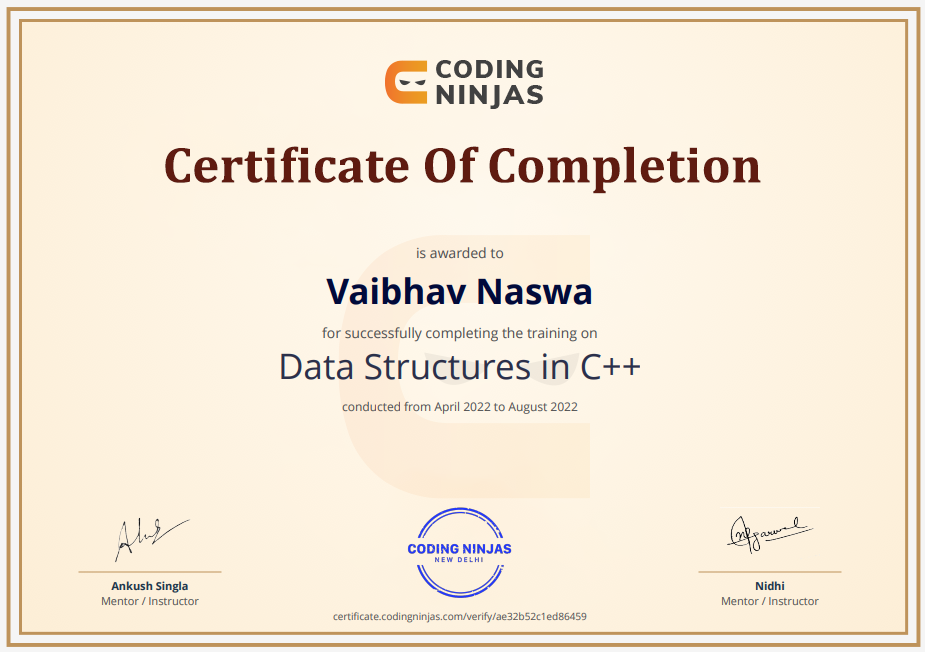 CODING
NINJAS
Certificate Of Completion
is awarded to
Vaibhav Naswa
for successfully completing the training on
Data Structures in C++
conducted from April 2022 to August 2022
CODING NINJAS
NEW DELHI
Ankush Singla
Mentor / Instructor
Nidhi
Mentor / Instructor
certificate.codingninjas.com/verify/ae32b52c1ed86459